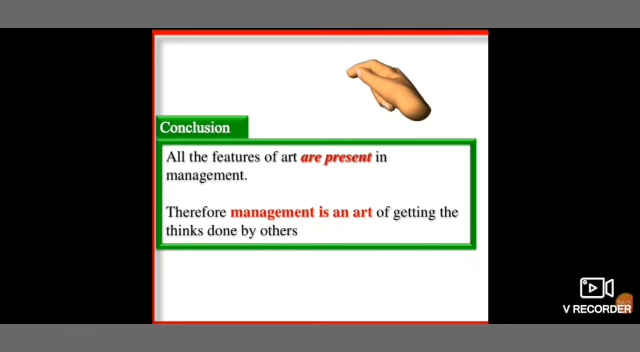 Conclusion
All the features of art are present in
management.
Therefore management is an art of getting the
thinks done by others
V RECORDER